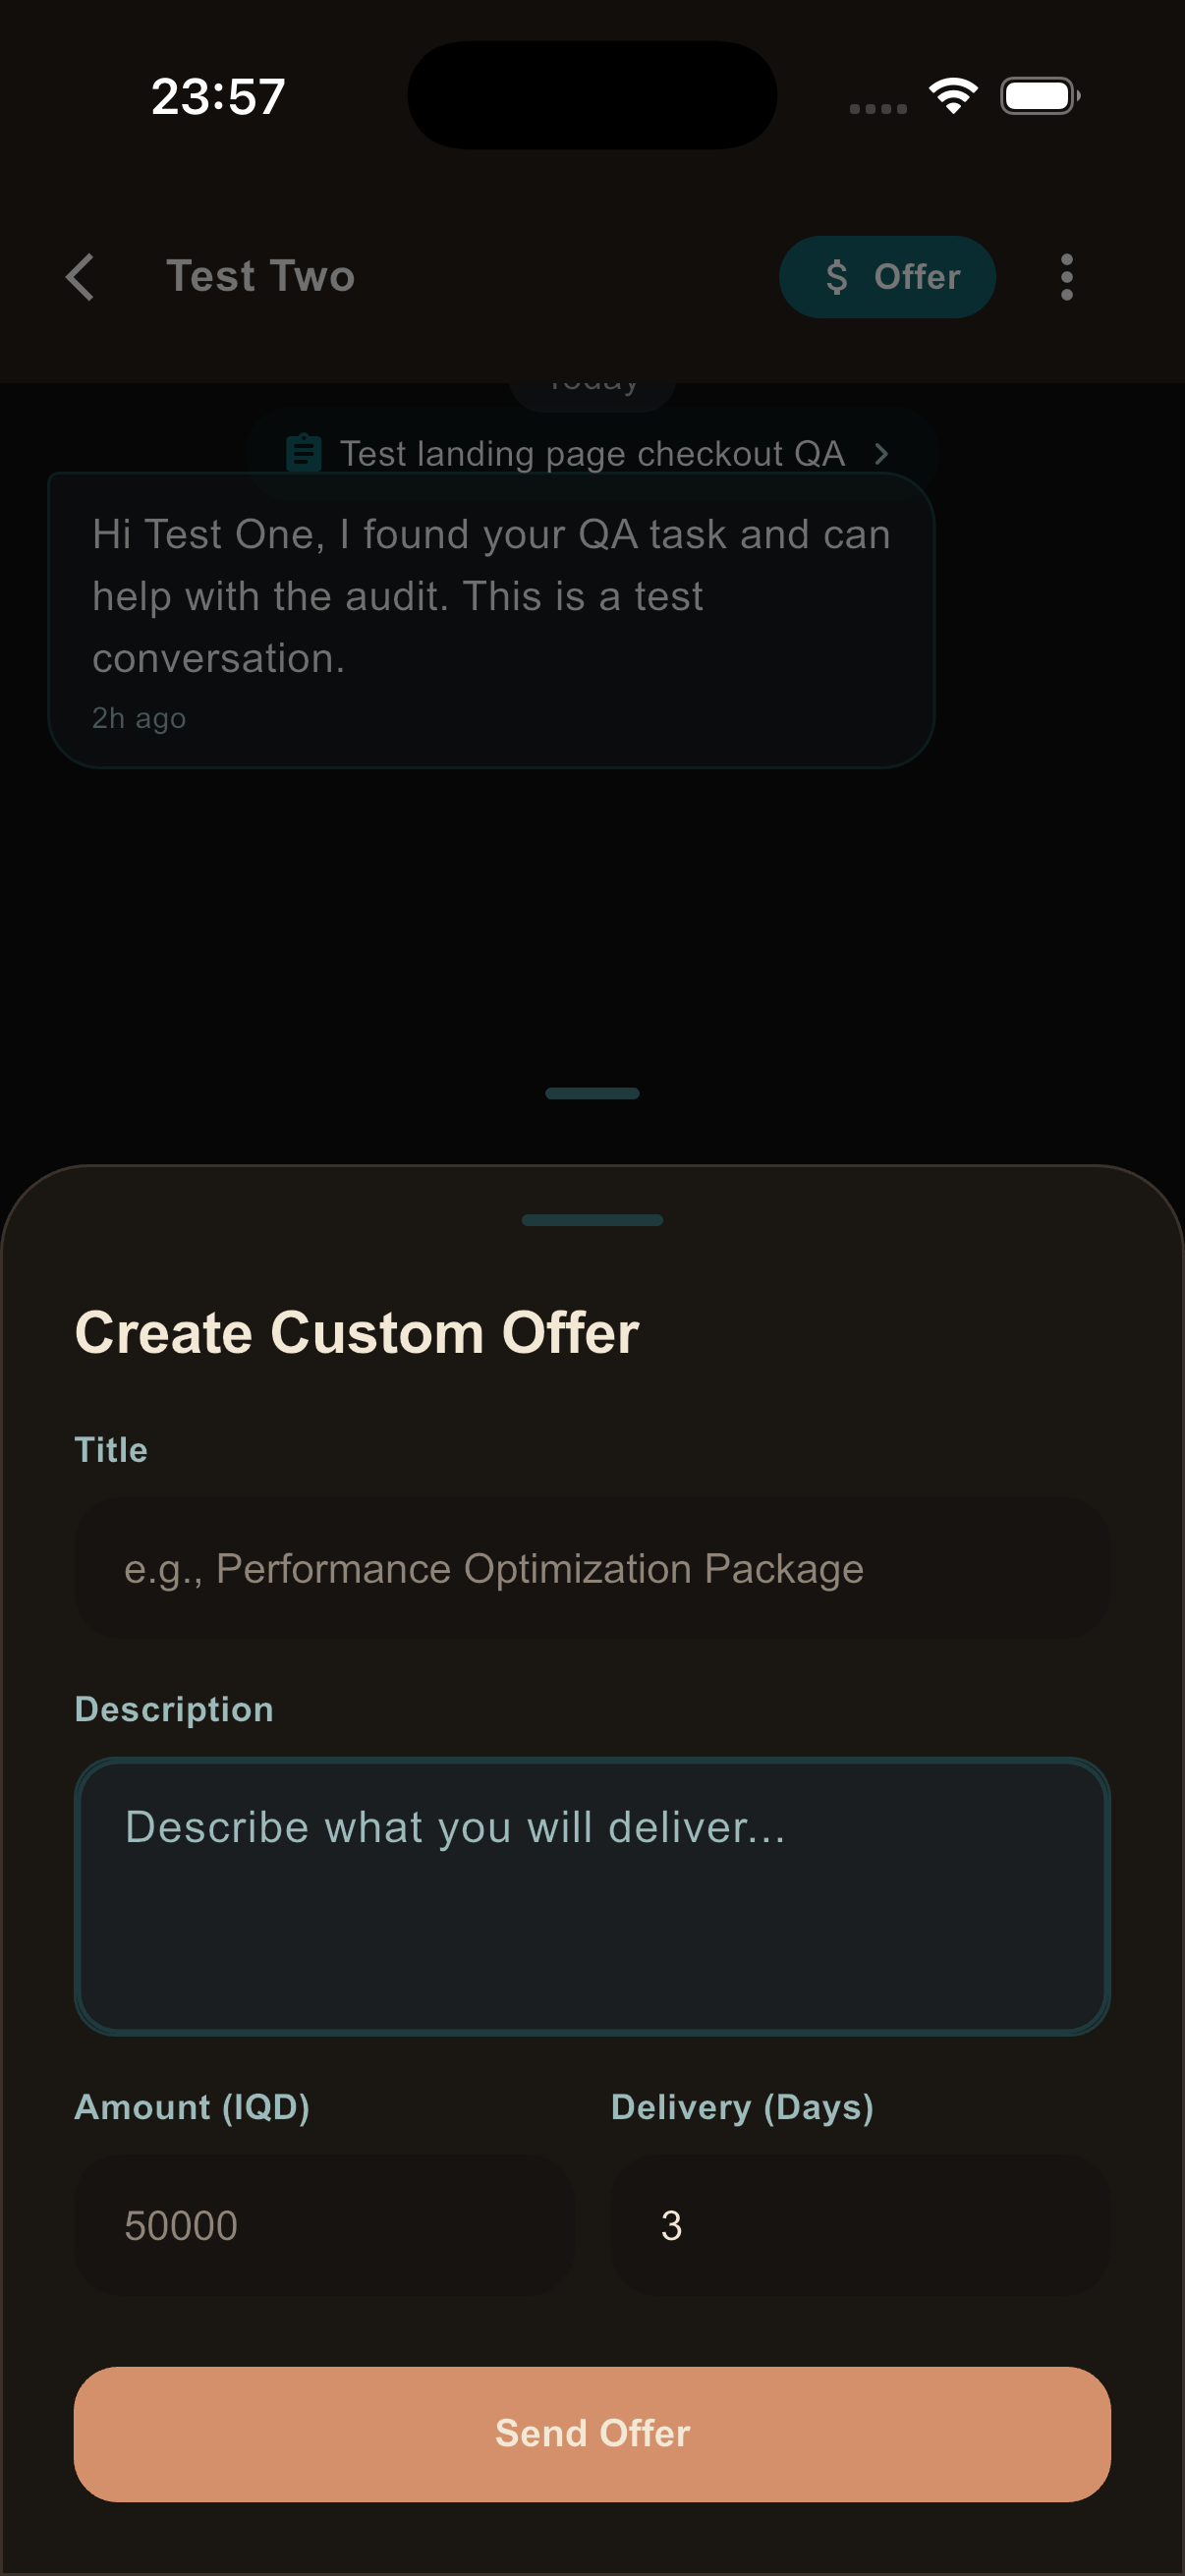 23:57
Test Two
$ Offer
Today
Test landing page checkout QA
Hi Test One, I found your QA task and can
help with the audit. This is a test
conversation.
2h ago
Create Custom Offer
Title
e.g., Performance Optimization Package
Description
Describe what you will deliver...
Amount (IQD) Delivery (Days)
50000 3
Send Offer